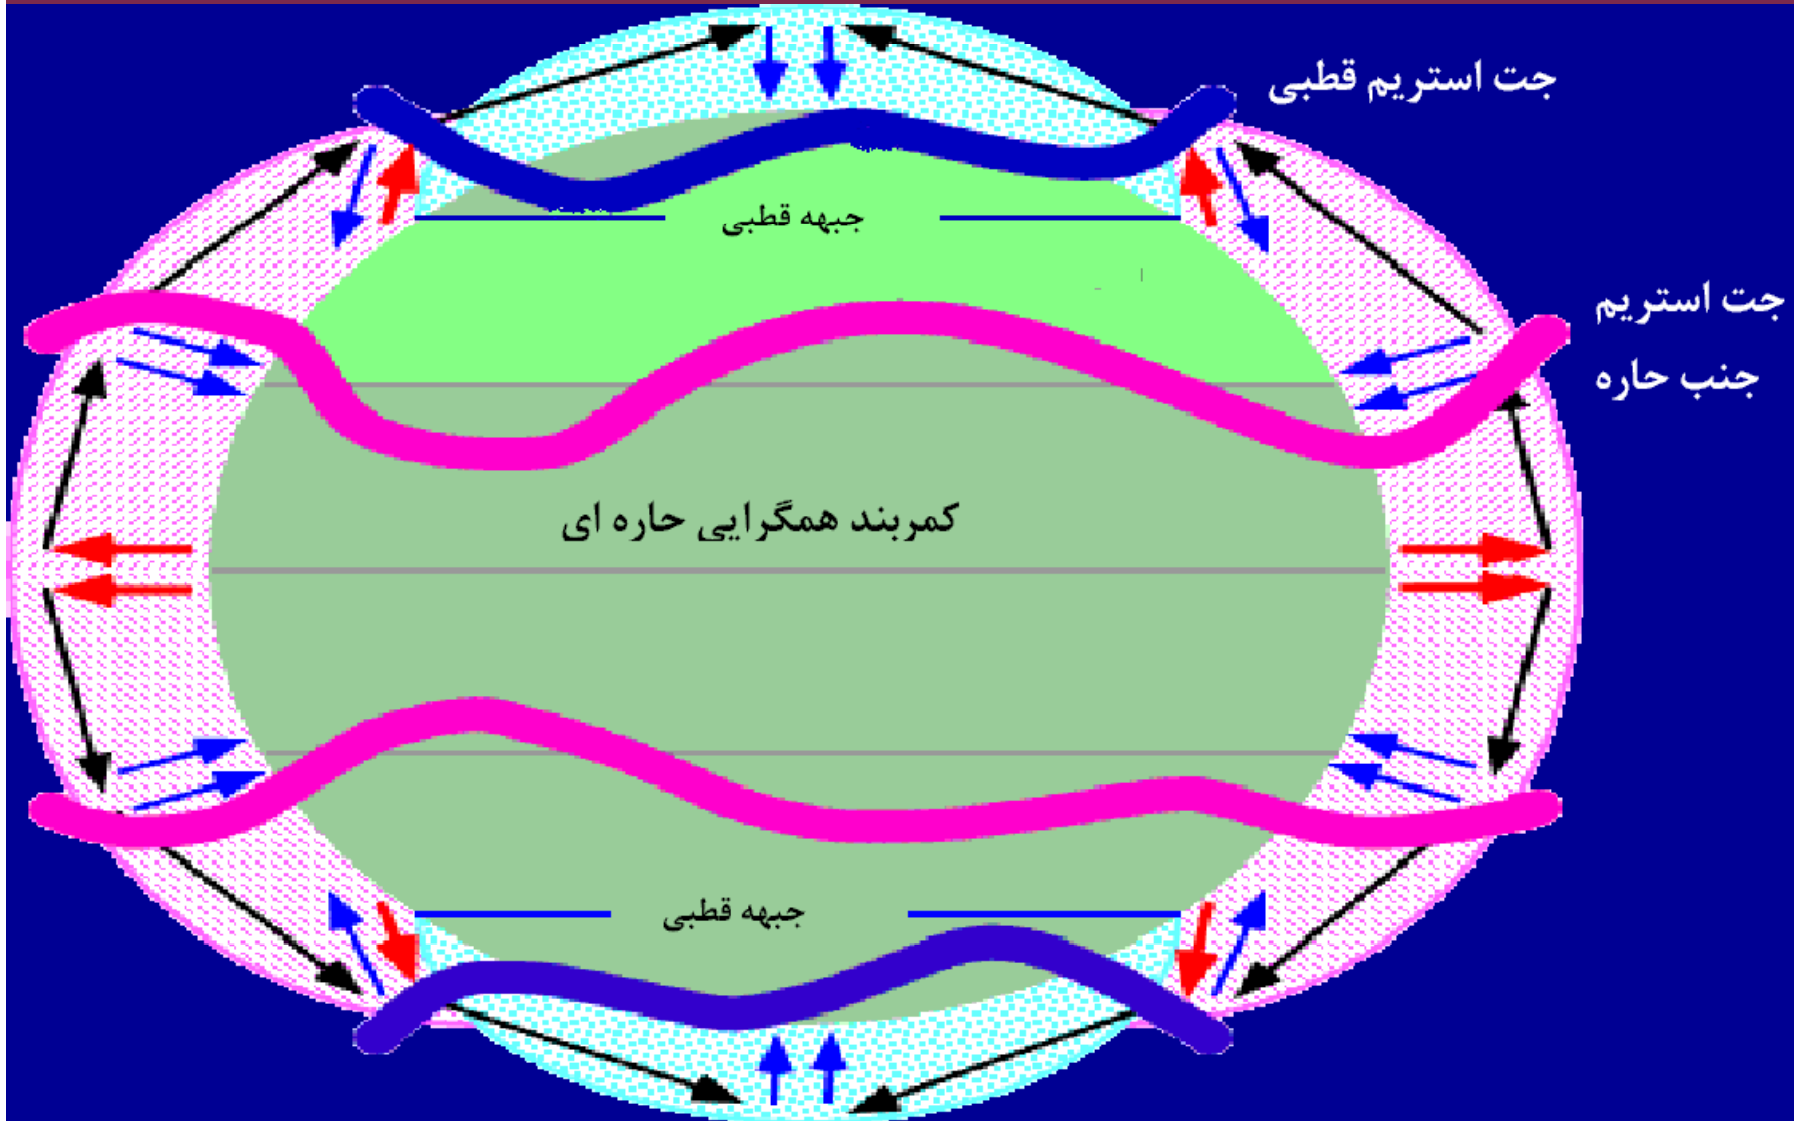 جت استریم قطبی
جبهه قطبی
جت استریم
جنب حاره
کمربند همگرایی حاره ای
جبهه قطبی